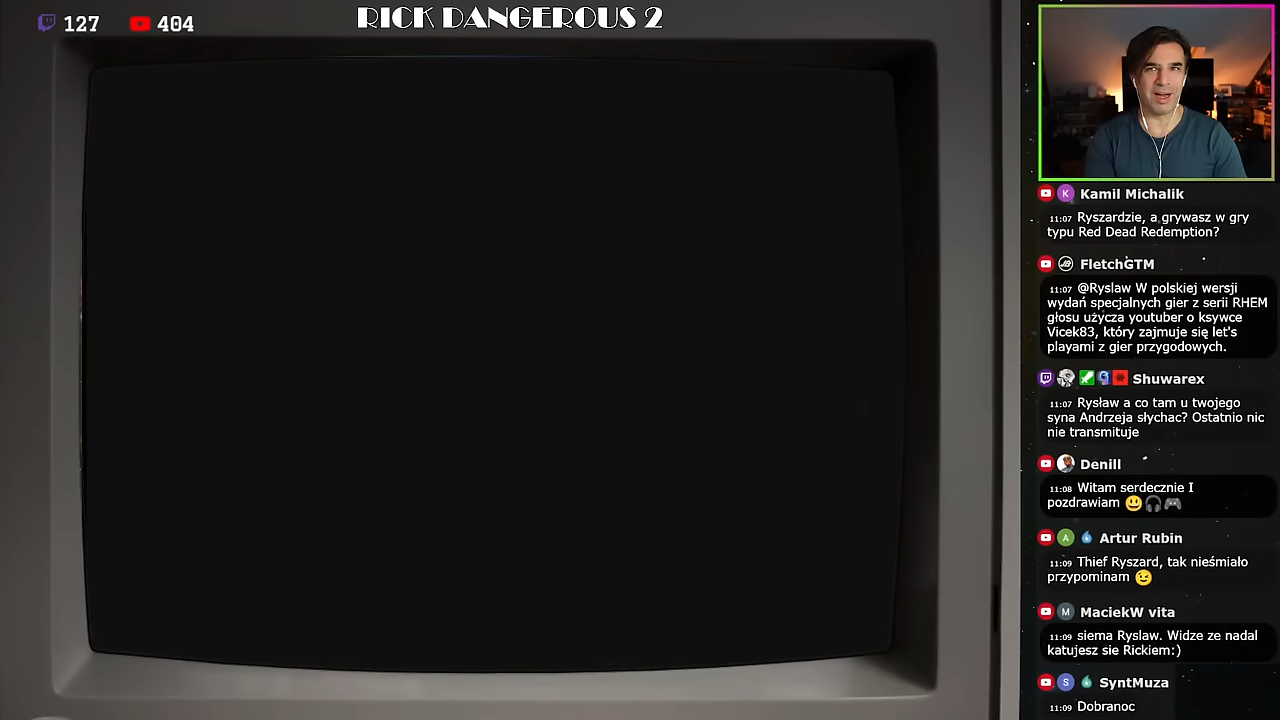 127 404
RICK DANGEROUS 2
K Kamil Michalik
11:07 Ryszardzie, a grywasz w gry
typu Red Dead Redemption?
FletchGTM
11:07 @Ryslaw W polskiej wersji
wydań specjalnych gier z serii RHEM
głosu użycza youtuber o ksywce
Vicek83, który zajmuje się let's
playami z gier przygodowych.
Shuwarex
11:07 Rysław a co tam u twojego
syna Andrzeja słychac? Ostatnio nic
nie transmituje
Denill
11:08 Witam serdecznie I
pozdrawiam 😃🎧🎮
A Artur Rubin
11:09 Thief Ryszard, tak nieśmiało
przypominam 😉
M MaciekW vita
11:09 siema Ryslaw. Widze ze nadal
katujesz sie Rickiem:)
S SyntMuza
11:09 Dobranoc